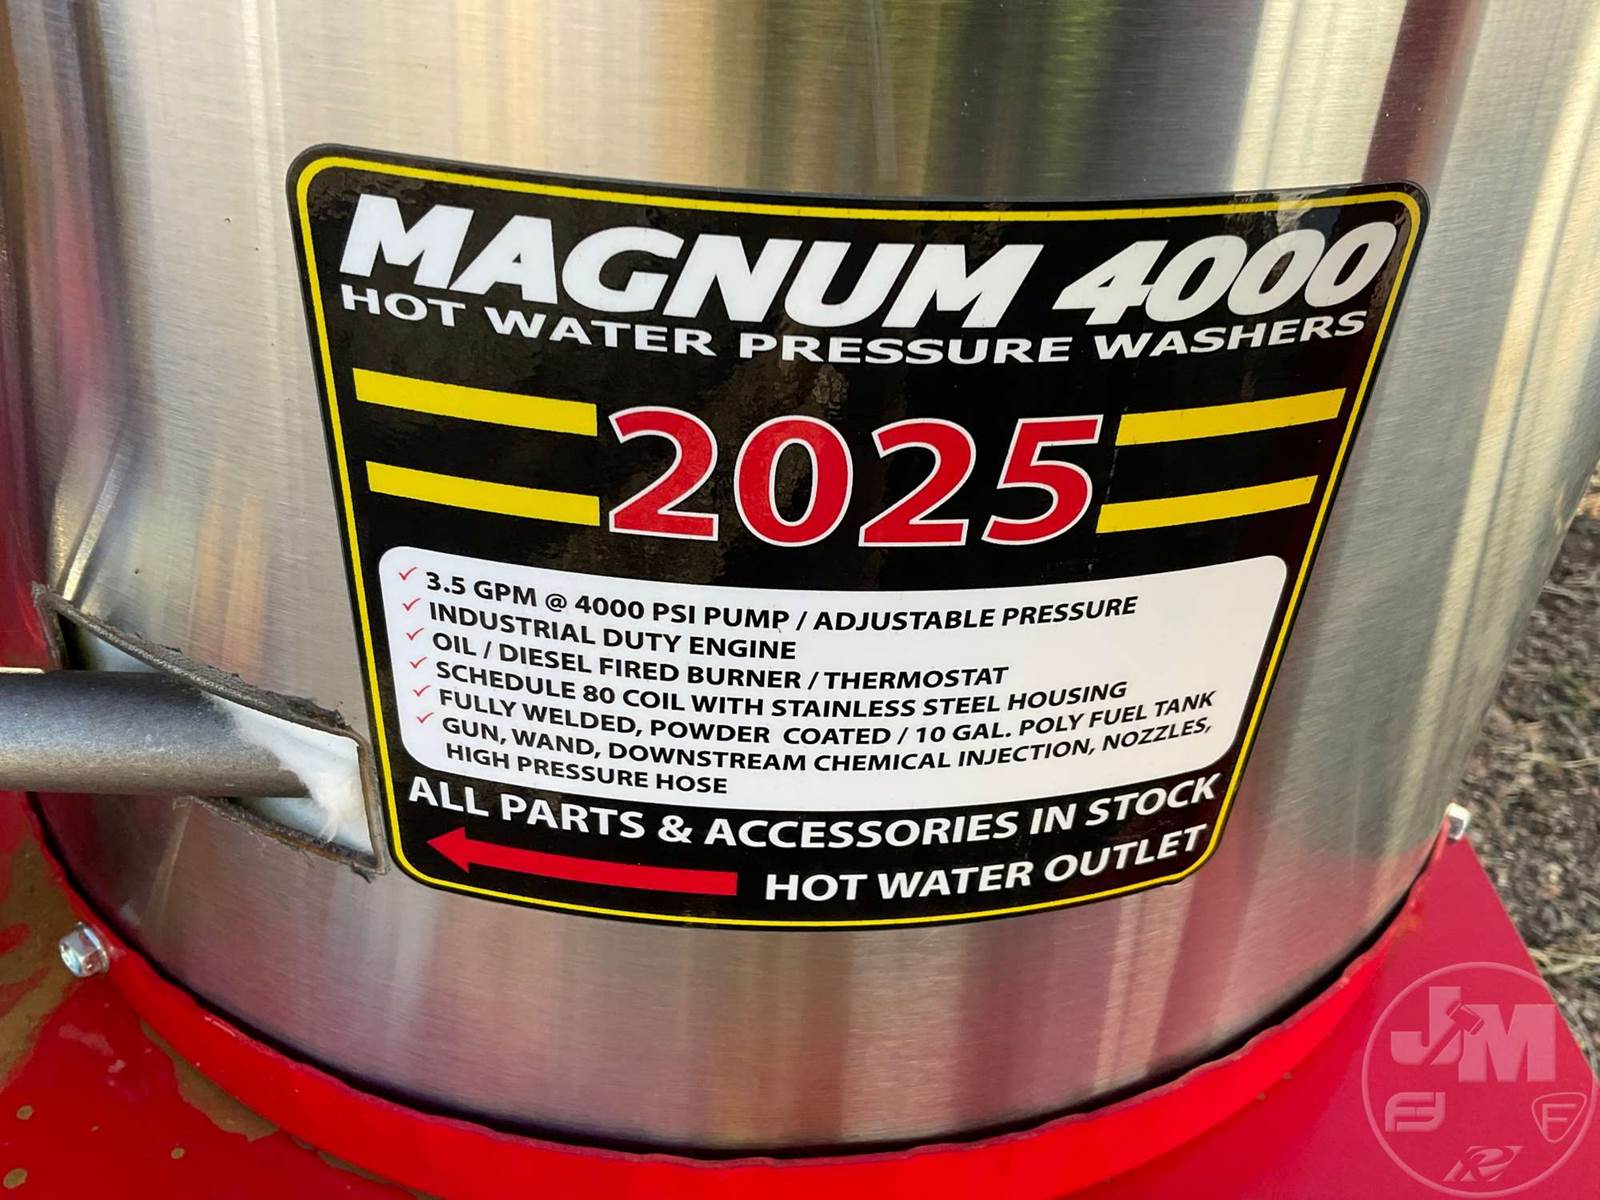 MAGNUM 4000
HOT WATER PRESSURE WASHERS
2025
3.5 GPM @ 4000 PSI PUMP / ADJUSTABLE PRESSURE
INDUSTRIAL DUTY ENGINE
OIL / DIESEL FIRED BURNER / THERMOSTAT
SCHEDULE 80 COIL WITH STAINLESS STEEL HOUSING
FULLY WELDED, POWDER COATED / 10 GAL. POLY FUEL TANK
GUN, WAND, DOWNSTREAM CHEMICAL INJECTION, NOZZLES,
HIGH PRESSURE HOSE
ALL PARTS & ACCESSORIES IN STOCK
HOT WATER OUTLET
JM